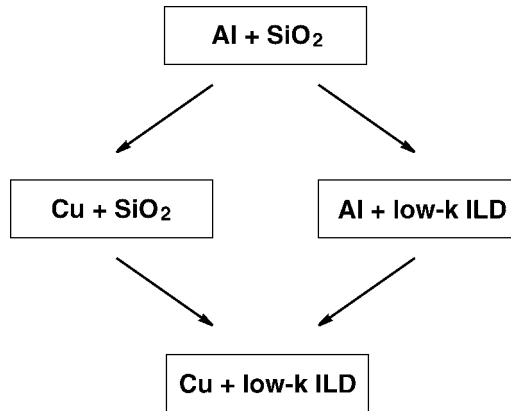 Al + SiO₂
Cu + SiO₂
Al + low-k ILD
Cu + low-k ILD